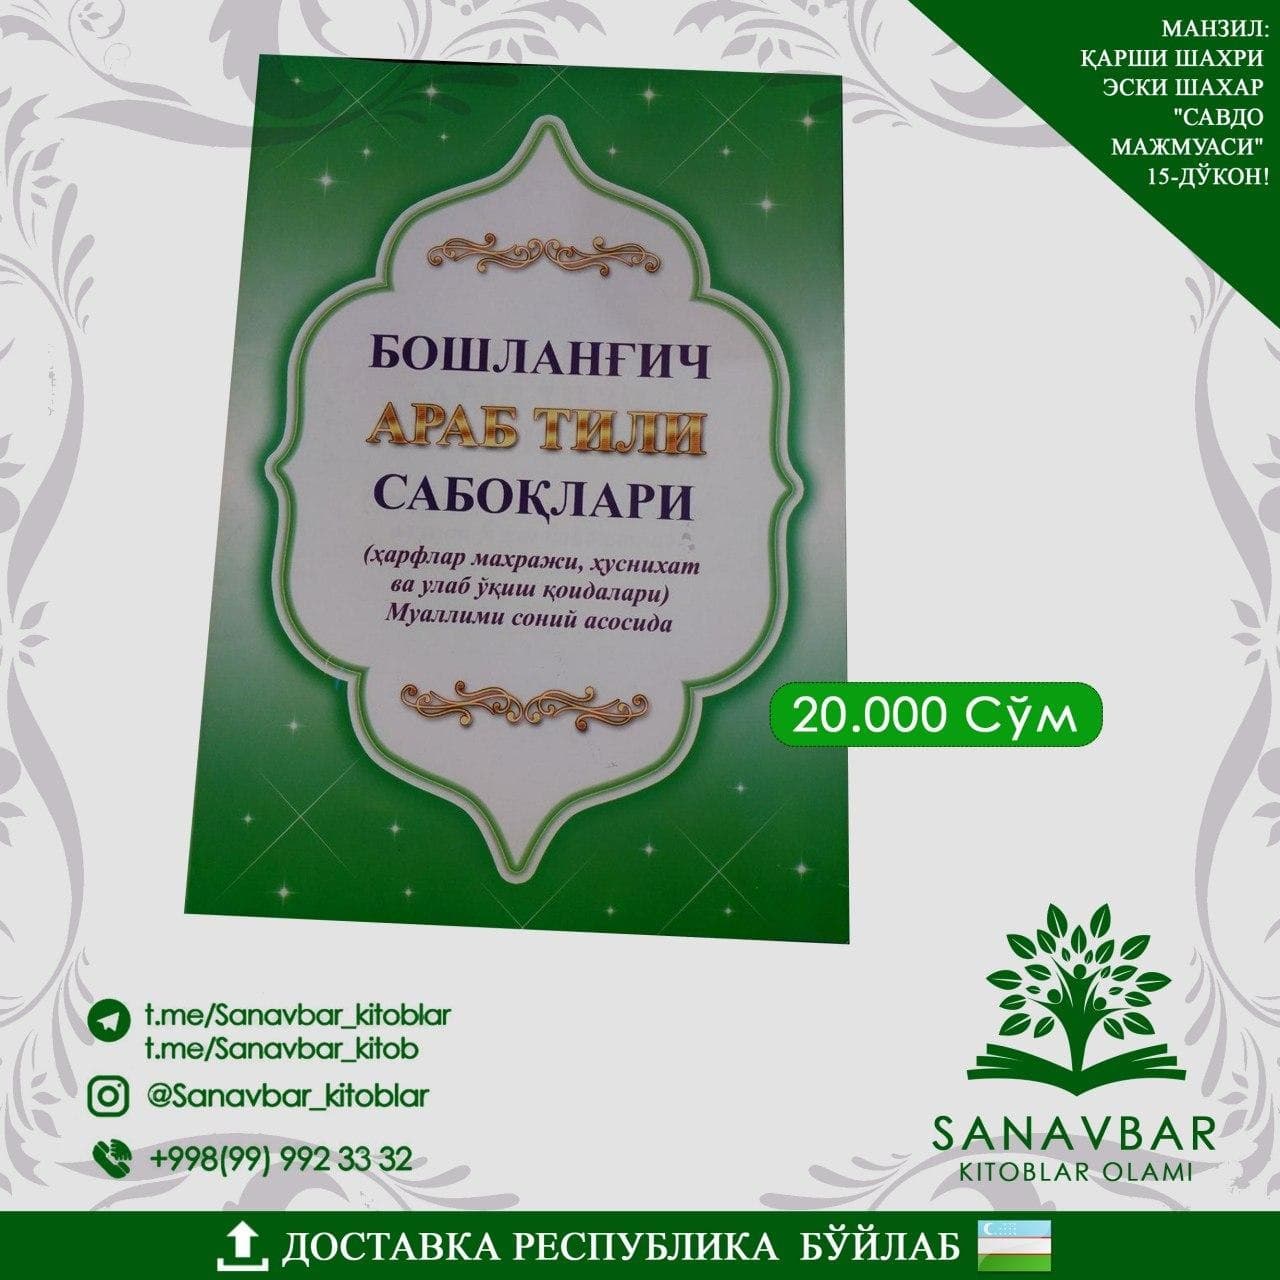 МАНЗИЛ:
ҚАРШИ ШАХРИ
ЭСКИ ШАХАР
"САВДО
МАЖМУАСИ"
15-ДЎКОН!
БОШЛАНҒИЧ
АРАБ ТИЛИ
САБОҚЛАРИ
(ҳарфлар махражи, ҳуснихат
ва улаб ўқиш қоидалари)
Муаллими соний асосида
20.000 Сўм
t.me/Sanavbar_kitoblar
t.me/Sanavbar_kitob
@Sanavbar_kitoblar
+998(99) 992 33 32
SANAVBAR
KITOBLAR OLAMI
ДОСТАВКА РЕСПУБЛИКА БЎЙЛАБ